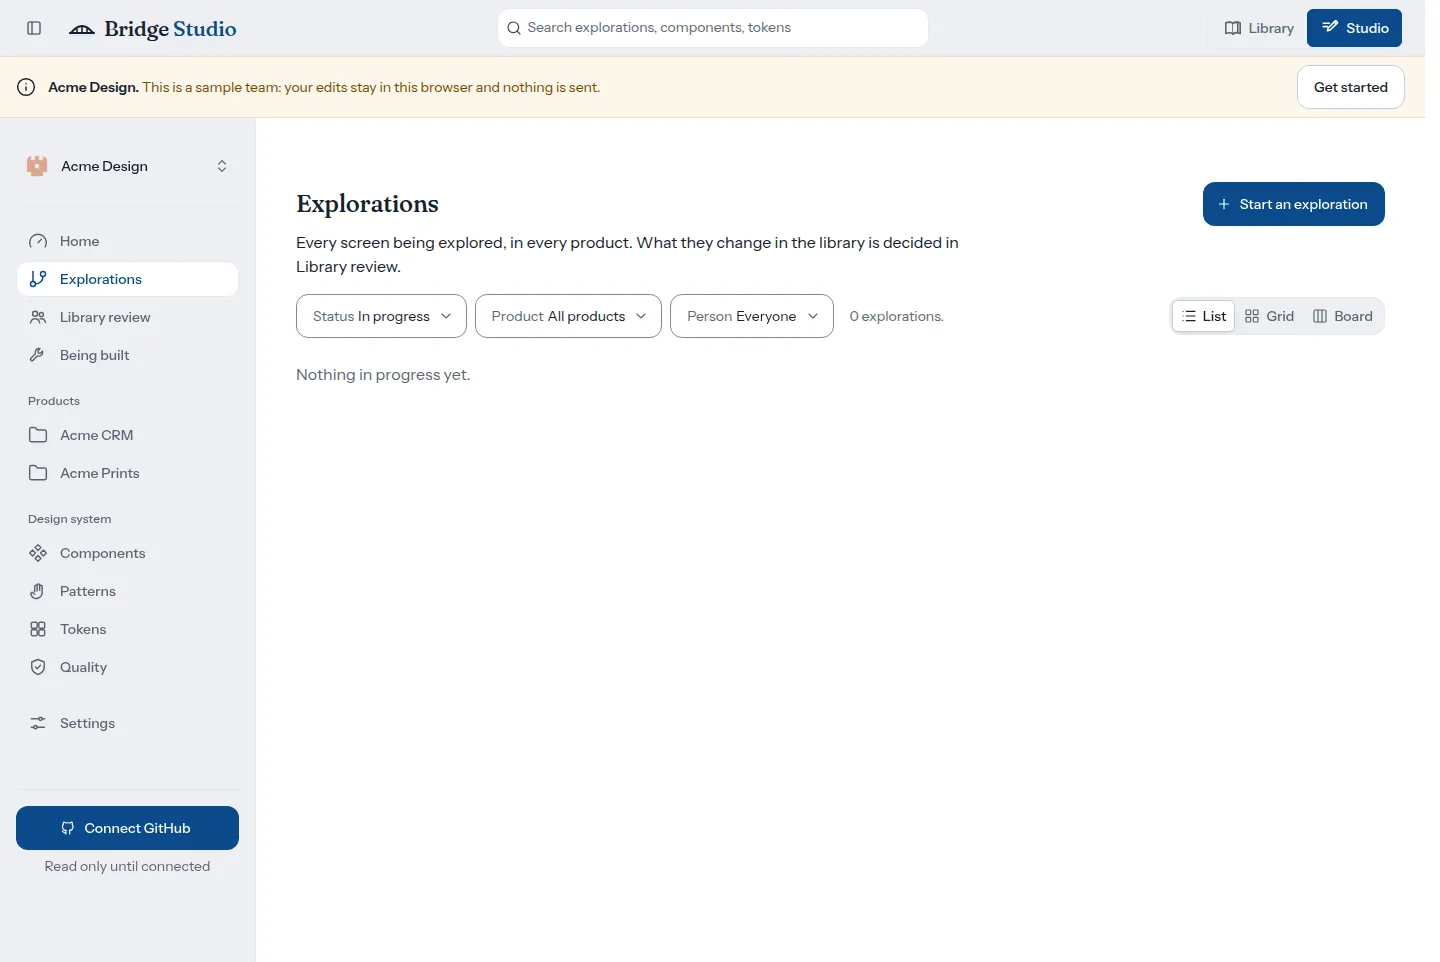 Bridge Studio
Search explorations, components, tokens
Library
Studio
Acme Design. This is a sample team: your edits stay in this browser and nothing is sent.
Get started
Acme Design
Home
Explorations
Library review
Being built
Products
Acme CRM
Acme Prints
Design system
Components
Patterns
Tokens
Quality
Settings
Connect GitHub
Read only until connected
Explorations
Start an exploration
Every screen being explored, in every product. What they change in the library is decided in
Library review.
Status In progress
Product All products
Person Everyone
0 explorations.
List
Grid
Board
Nothing in progress yet.